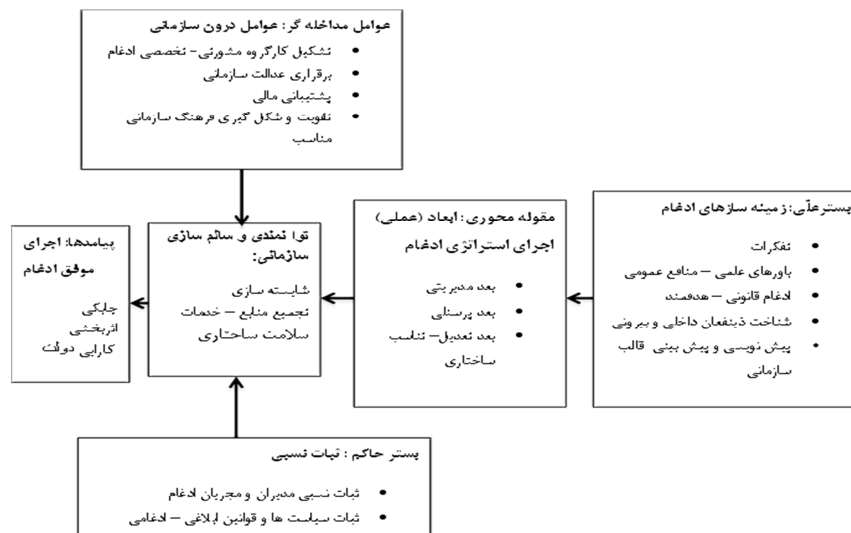 عوامل مداخله گر: عوامل درون سازمانی
• تشکیل کارگروه مشورتی- تخصصی ادغام
• برقراری عدالت سازمانی
• پشتیبانی مالی
• تقویت و شکل گیری فرهنگ سازمانی
مناسب
بسترعلّی: زمینه سازهای ادغام
• تفکرات
• باورهای علمی – منافع عمومی
• ادغام قانونی – هدفمند
• شناخت ذینفعان داخلی و بیرونی
• پیش نویسی و پیش بینی قالب
سازمانی
مقوله محوری: ابعاد (عملی)
اجرای استراتژی ادغام
• بعد مدیریتی
• بعد پرسنلی
• بعد تعدیل– تناسب
ساختاری
توا نمندی و سالم سازی
سازمانی:
شایسته سازی
تجمیع منابع – خدمات
سلامت ساختاری
پیامدها: اجرای
موفق ادغام
چابکی
اثربخشی
کارایی دولت
بستر حاکم : ثبات نسبی
• ثبات نسبی مدیران و مجریان ادغام
• ثبات سیاست ها و قوانین ابلاغی – ادغامی